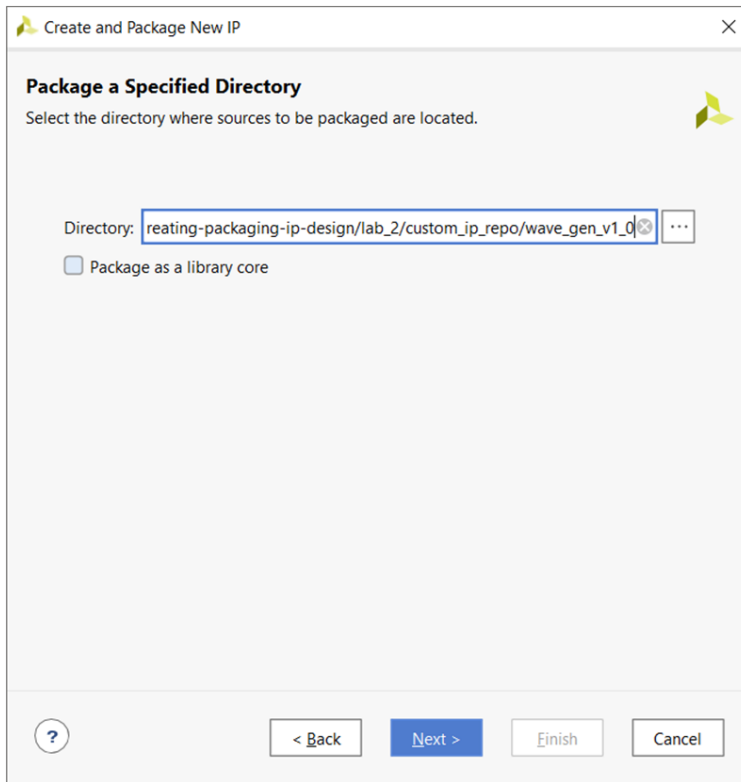 Create and Package New IP
Package a Specified Directory
Select the directory where sources to be packaged are located.
Directory: reating-packaging-ip-design/lab_2/custom_ip_repo/wave_gen_v1_0 ...
Package as a library core
? < Back Next > Finish Cancel